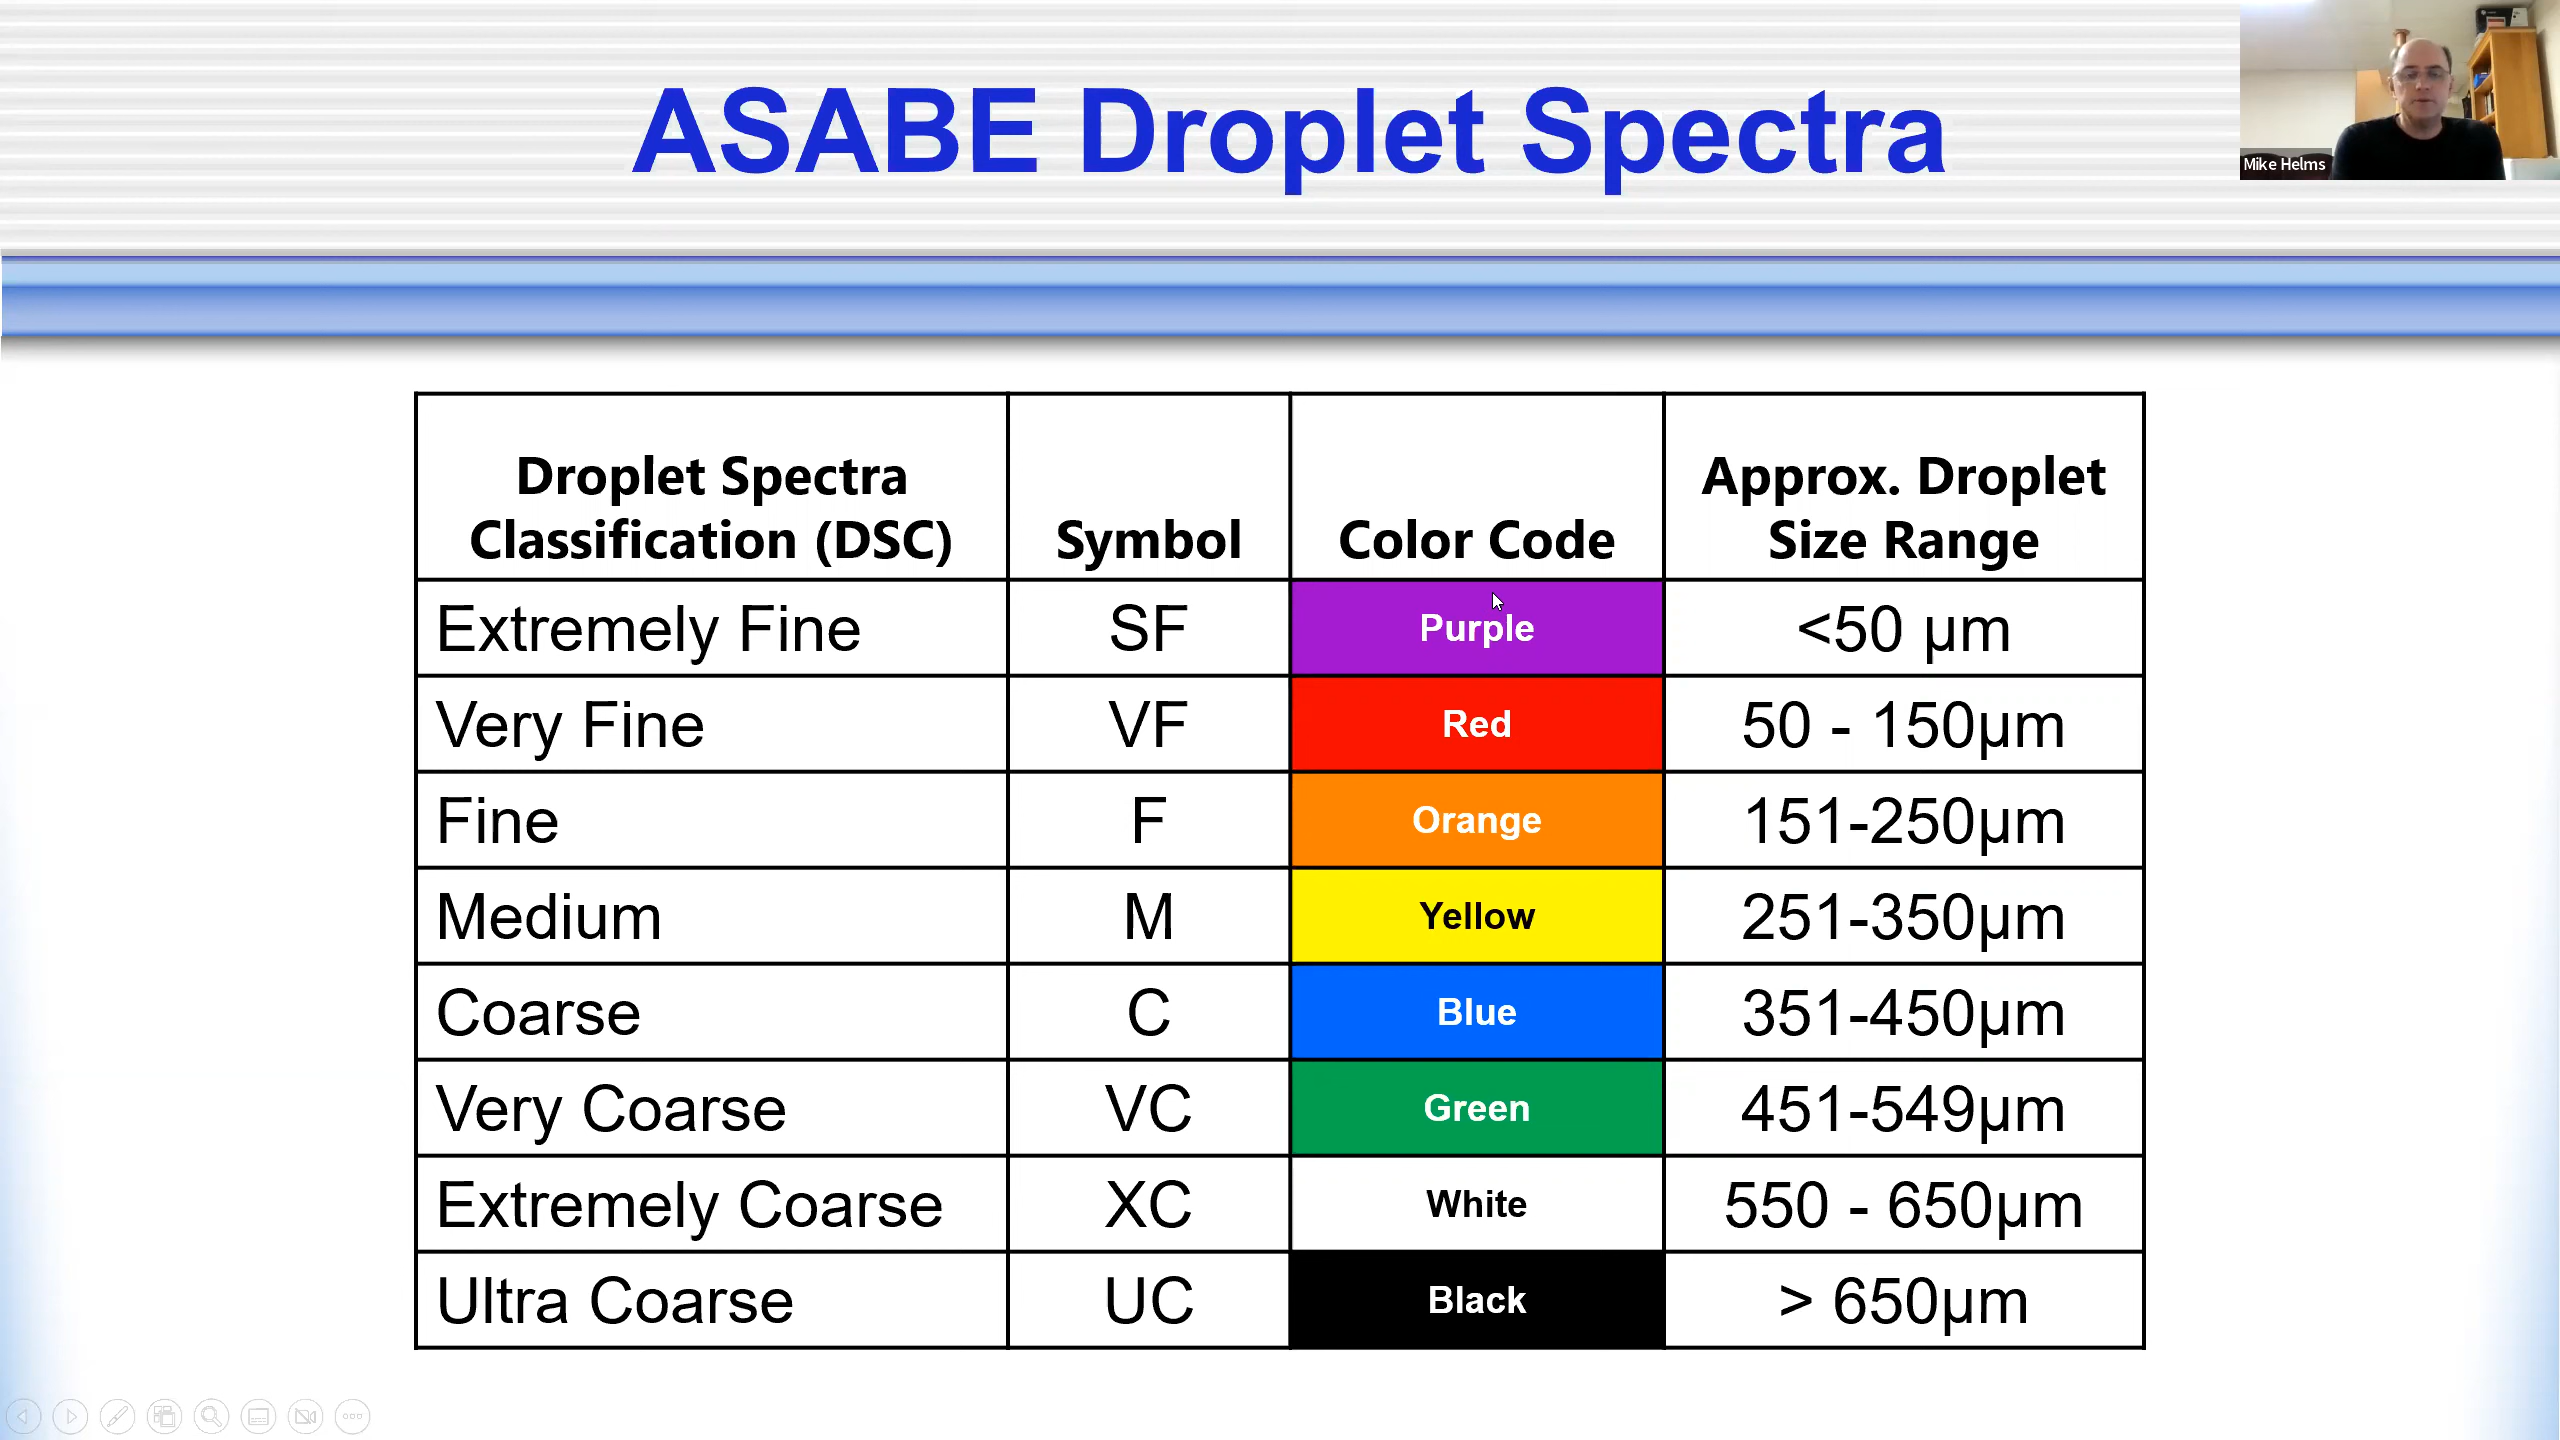 ASABE Droplet Spectra
Mike Helms
Droplet Spectra
Classification (DSC)
Symbol
Color Code
Approx. Droplet
Size Range
Extremely Fine SF Purple <50 µm
Very Fine VF Red 50 - 150µm
Fine F Orange 151-250µm
Medium M Yellow 251-350µm
Coarse C Blue 351-450µm
Very Coarse VC Green 451-549µm
Extremely Coarse XC White 550 - 650µm
Ultra Coarse UC Black > 650µm